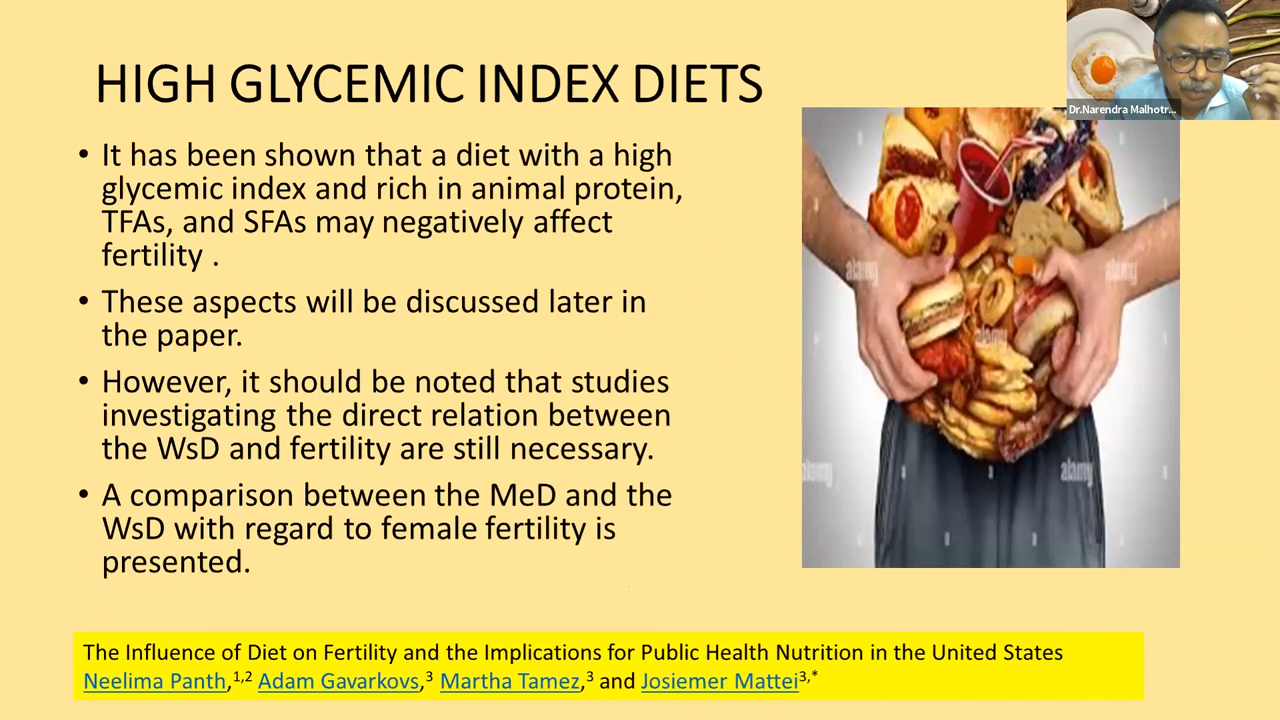 HIGH GLYCEMIC INDEX DIETS
Dr.Narendra Malhotr...
• It has been shown that a diet with a high
glycemic index and rich in animal protein,
TFAs, and SFAs may negatively affect
fertility .
• These aspects will be discussed later in
the paper.
• However, it should be noted that studies
investigating the direct relation between
the WsD and fertility are still necessary.
• A comparison between the MeD and the
WsD with regard to female fertility is
presented.
alamy
alamy
alamy
alamy
alamy
The Influence of Diet on Fertility and the Implications for Public Health Nutrition in the United States
Neelima Panth,1,2 Adam Gavarkovs,3 Martha Tamez,3 and Josiemer Mattei3,*